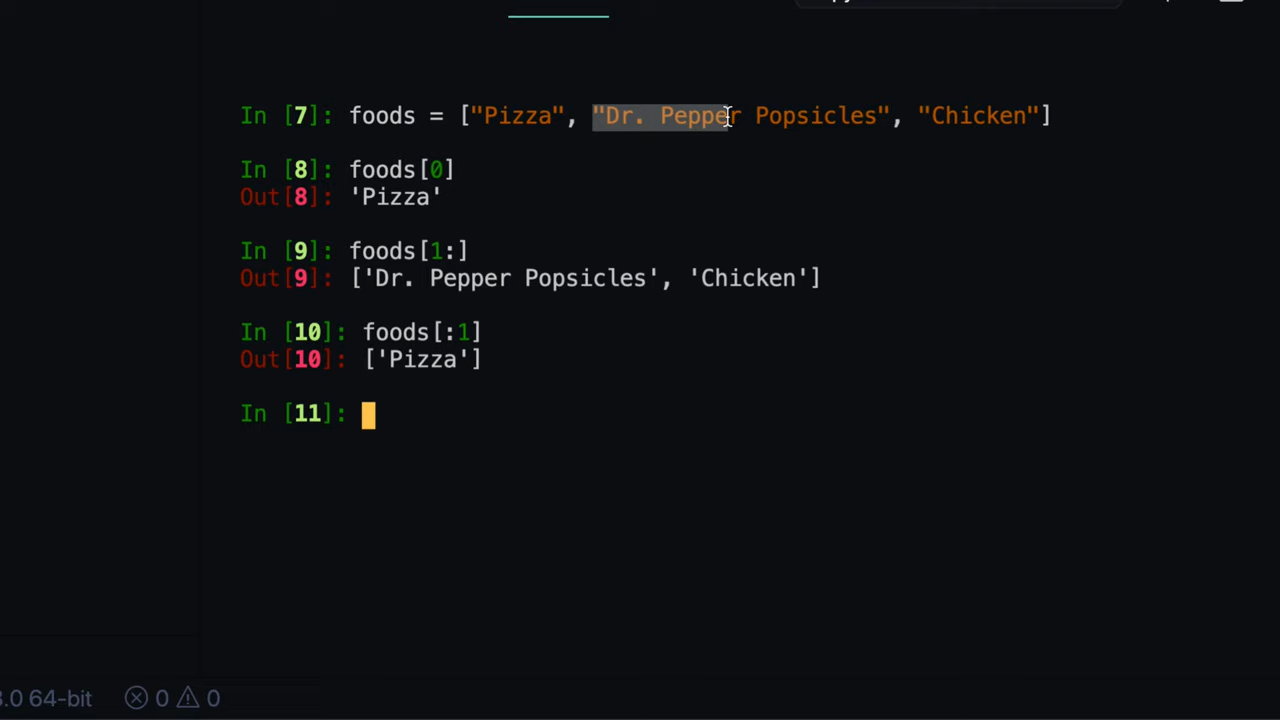 In [7]: foods = ["Pizza", "Dr. Pepper Popsicles", "Chicken"]
In [8]: foods[0]
Out[8]: 'Pizza'
In [9]: foods[1:]
Out[9]: ['Dr. Pepper Popsicles', 'Chicken']
In [10]: foods[:1]
Out[10]: ['Pizza']
In [11]:
3.0 64-bit 0 0